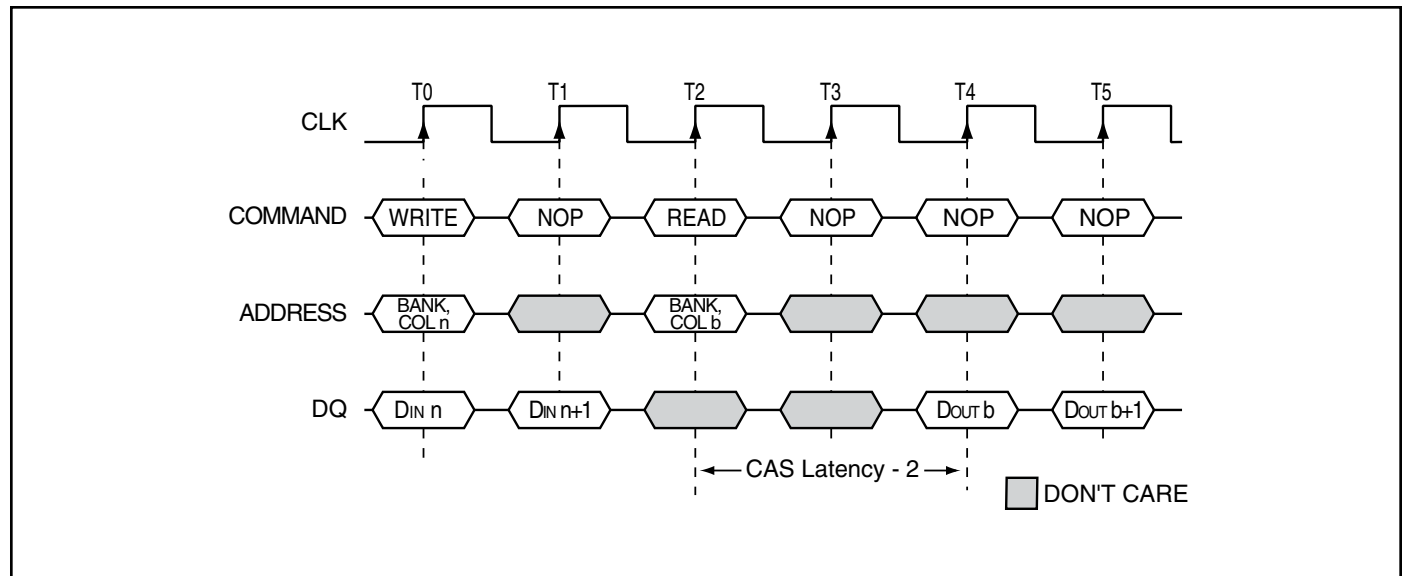 T0 T1 T2 T3 T4 T5
CLK
COMMAND WRITE NOP READ NOP NOP NOP
ADDRESS BANK, COL n BANK, COL b
DQ DIN n DIN n+1 DOUT b DOUT b+1
CAS Latency - 2
DON'T CARE